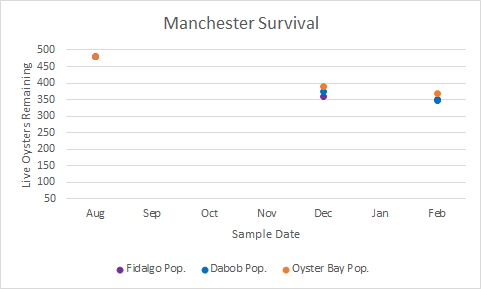 Manchester Survival
Live Oysters Remaining
500
450
400
350
300
250
200
150
100
50
Aug Sep Oct Nov Dec Jan Feb
Sample Date
Fidalgo Pop. Dabob Pop. Oyster Bay Pop.